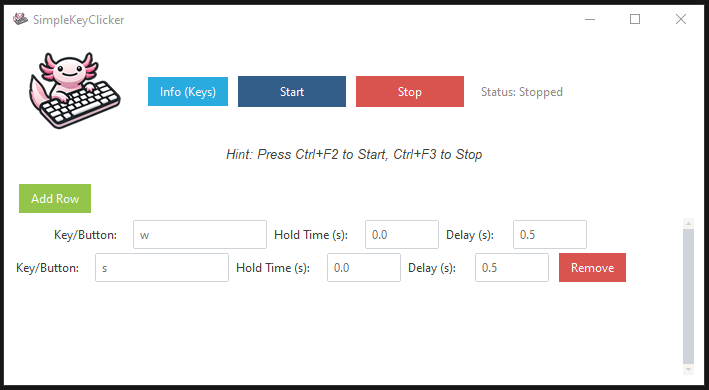 SimpleKeyClicker
Info (Keys) Start Stop Status: Stopped
Hint: Press Ctrl+F2 to Start, Ctrl+F3 to Stop
Add Row
Key/Button: w Hold Time (s): 0.0 Delay (s): 0.5
Key/Button: s Hold Time (s): 0.0 Delay (s): 0.5 Remove